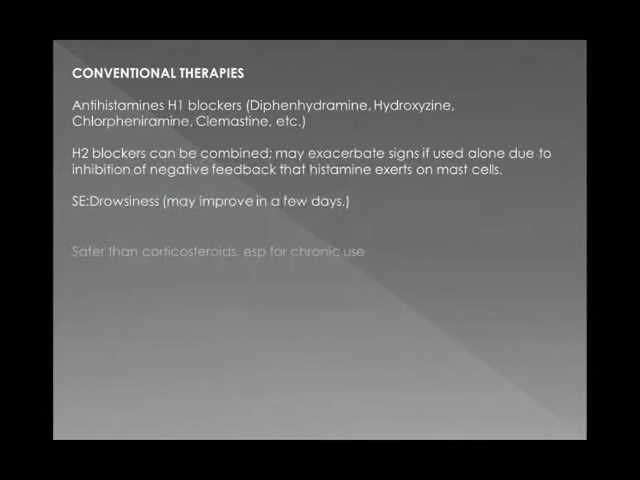 CONVENTIONAL THERAPIES
Antihistamines H1 blockers (Diphenhydramine, Hydroxyzine,
Chlorpheniramine, Clemastine, etc.)
H2 blockers can be combined; may exacerbate signs if used alone due to
inhibition of negative feedback that histamine exerts on mast cells.
SE:Drowsiness (may improve in a few days.)
Safer than corticosteroids, esp for chronic use